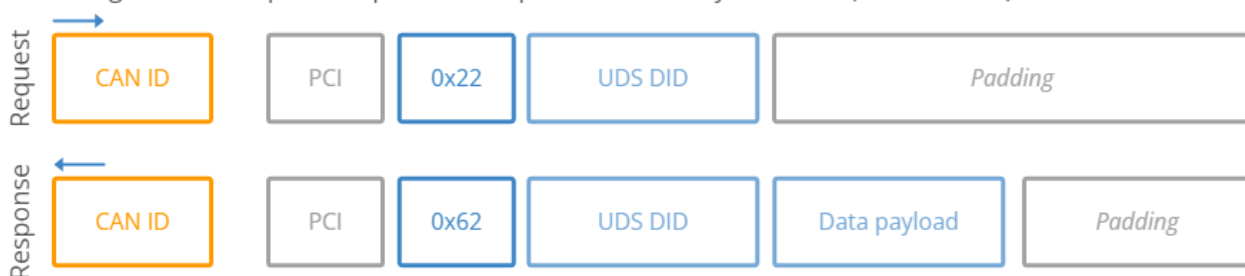 Request
CAN ID PCI 0x22 UDS DID Padding
Response
CAN ID PCI 0x62 UDS DID Data payload Padding